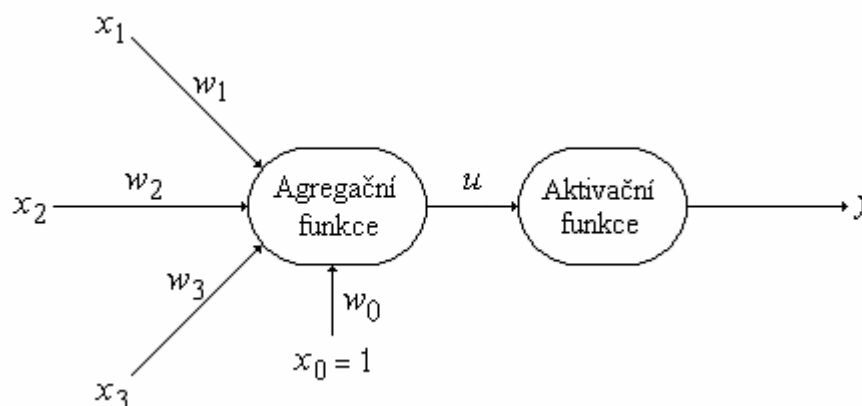 x1
w1
x2
w2
Agregační
funkce
u
Aktivační
funkce
w3
w0
x0 = 1
x3